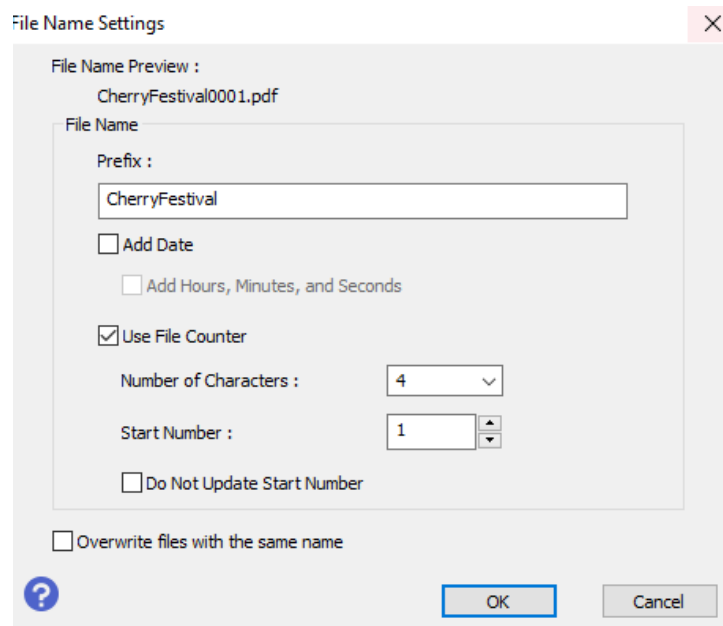 File Name Settings
File Name Preview :
CherryFestival0001.pdf
File Name
Prefix :
CherryFestival
Add Date
Add Hours, Minutes, and Seconds
Use File Counter
Number of Characters :
4
Start Number :
1
Do Not Update Start Number
Overwrite files with the same name
?
OK
Cancel